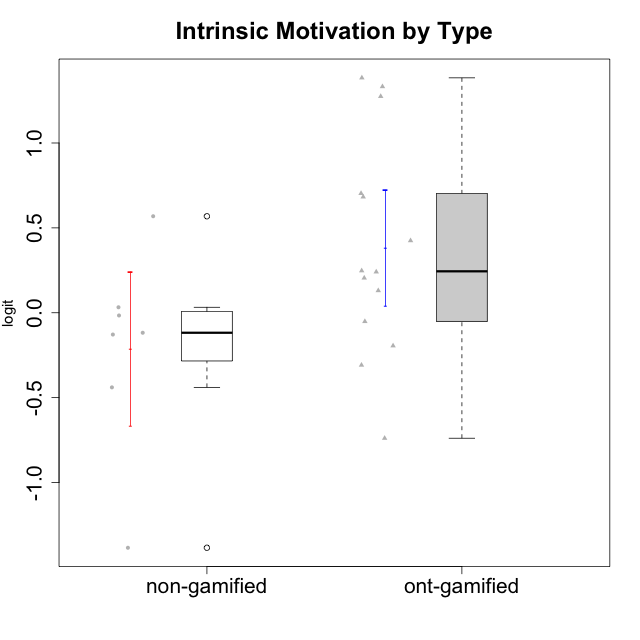 Intrinsic Motivation by Type
logit
1.0
0.5
0.0
-0.5
-1.0
non-gamified
ont-gamified